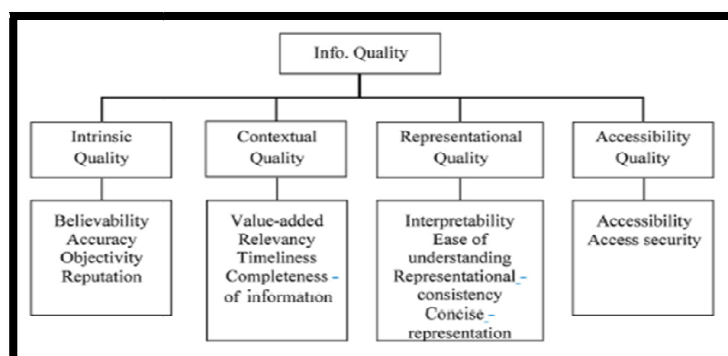 Info. Quality
Intrinsic
Quality
Contextual
Quality
Representational
Quality
Accessibility
Quality
Believability
Accuracy
Objectivity
Reputation
Value-added
Relevancy
Timeliness
Completeness -
of information
Interpretability
Ease of
understanding
Representational -
consistency
Concise -
representation
Accessibility
Access security